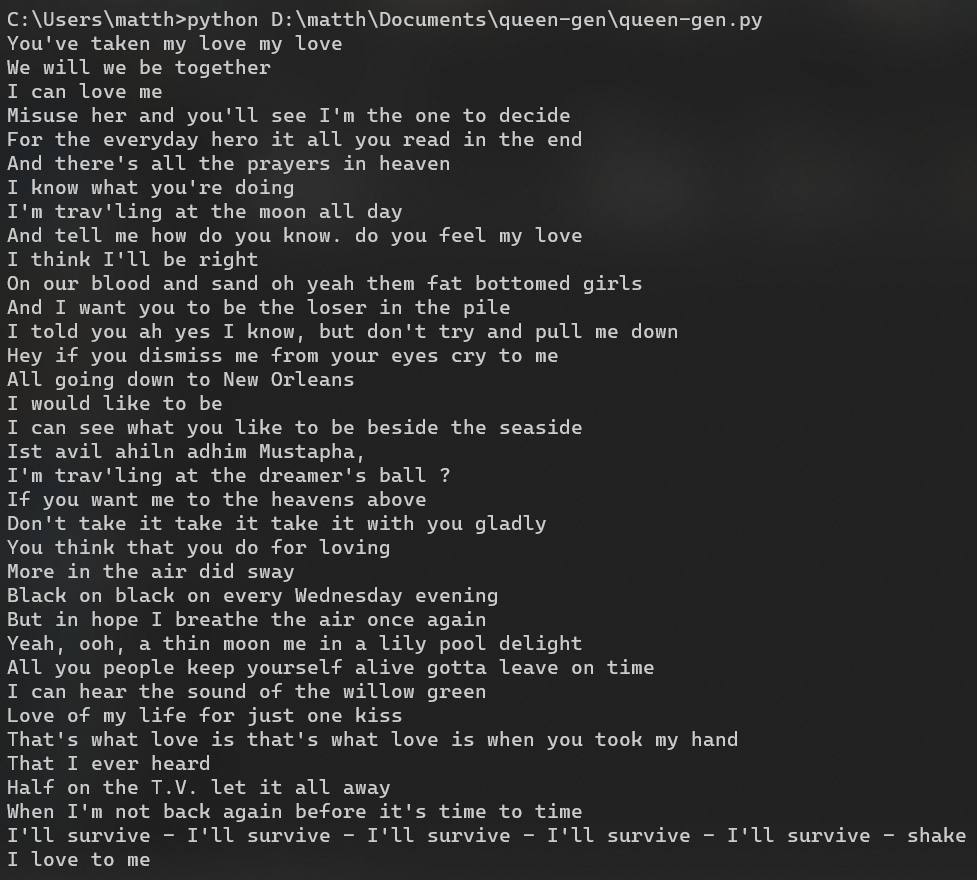 C:\Users\matth>python D:\matth\Documents\queen-gen\queen-gen.py
You've taken my love my love
We will we be together
I can love me
Misuse her and you'll see I'm the one to decide
For the everyday hero it all you read in the end
And there's all the prayers in heaven
I know what you're doing
I'm trav'ling at the moon all day
And tell me how do you know. do you feel my love
I think I'll be right
On our blood and sand oh yeah them fat bottomed girls
And I want you to be the loser in the pile
I told you ah yes I know, but don't try and pull me down
Hey if you dismiss me from your eyes cry to me
All going down to New Orleans
I would like to be
I can see what you like to be beside the seaside
Ist avil ahiln adhim Mustapha,
I'm trav'ling at the dreamer's ball ?
If you want me to the heavens above
Don't take it take it take it with you gladly
You think that you do for loving
More in the air did sway
Black on black on every Wednesday evening
But in hope I breathe the air once again
Yeah, ooh, a thin moon me in a lily pool delight
All you people keep yourself alive gotta leave on time
I can hear the sound of the willow green
Love of my life for just one kiss
That's what love is that's what love is when you took my hand
That I ever heard
Half on the T.V. let it all away
When I'm not back again before it's time to time
I'll survive - I'll survive - I'll survive - I'll survive - I'll survive - shake
I love to me